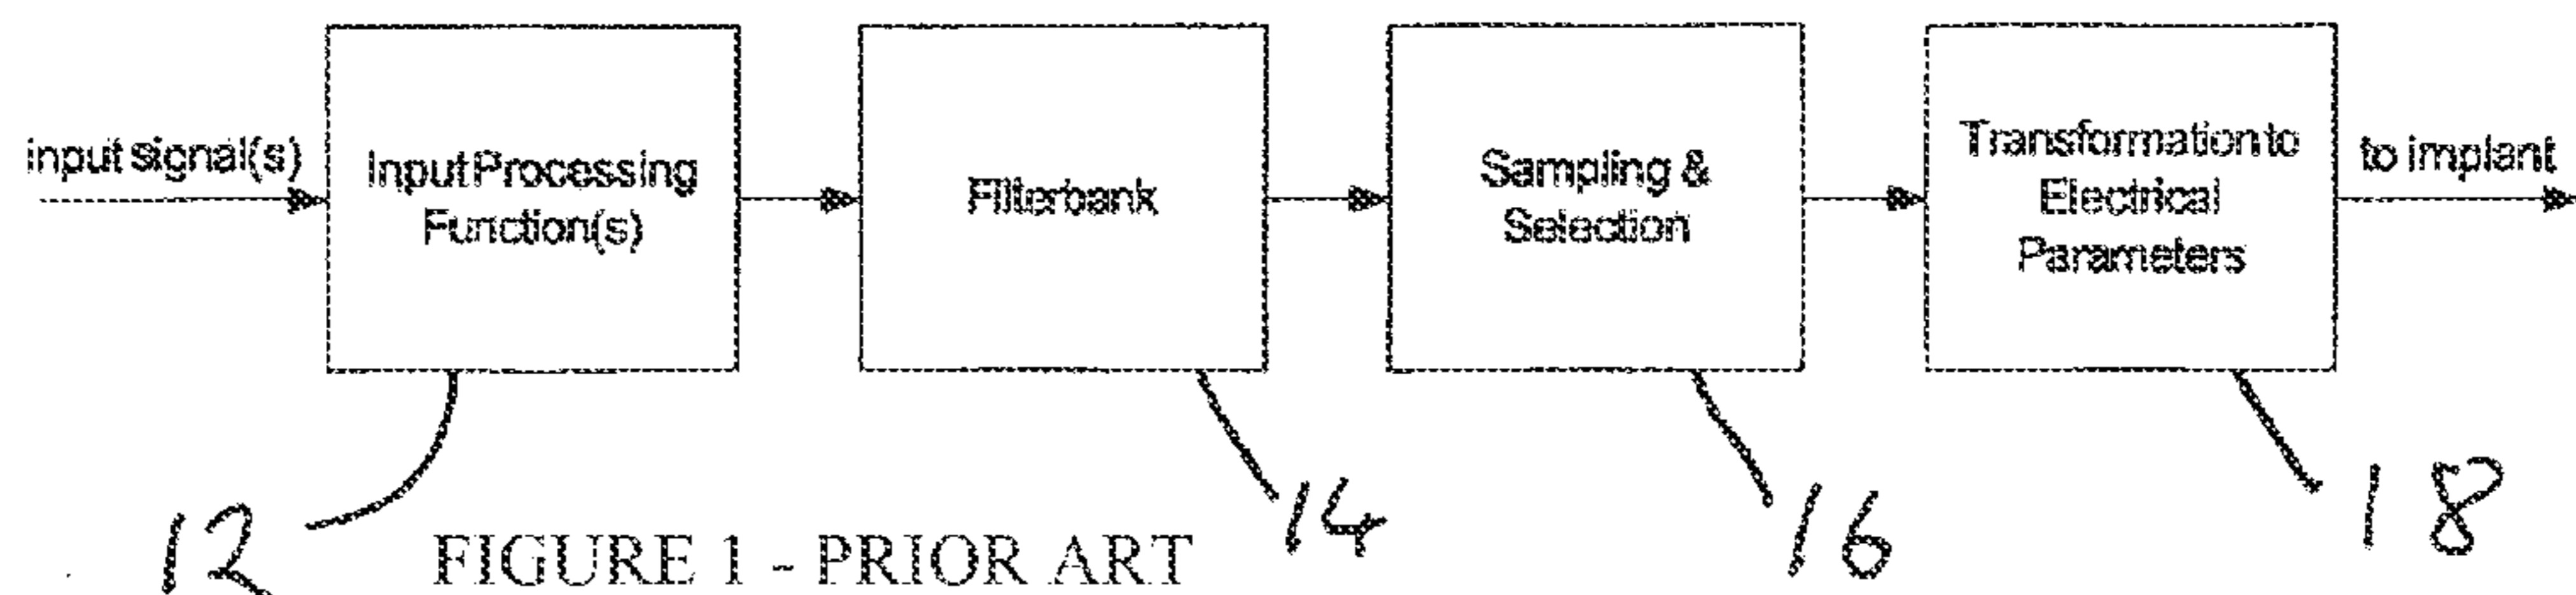 input signal(s)
Input Processing
Function(s)
Filterbank
Sampling &
Selection
Transformation to
Electrical
Parameters
to implant
12
14
16
18
FIGURE 1 - PRIOR ART